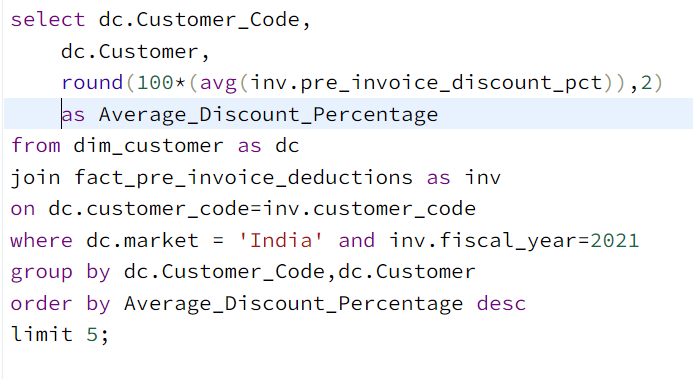 select dc.Customer_Code,
    dc.Customer,
    round(100*(avg(inv.pre_invoice_discount_pct)),2)
    as Average_Discount_Percentage
from dim_customer as dc
join fact_pre_invoice_deductions as inv
on dc.customer_code=inv.customer_code
where dc.market = 'India' and inv.fiscal_year=2021
group by dc.Customer_Code,dc.Customer
order by Average_Discount_Percentage desc
limit 5;